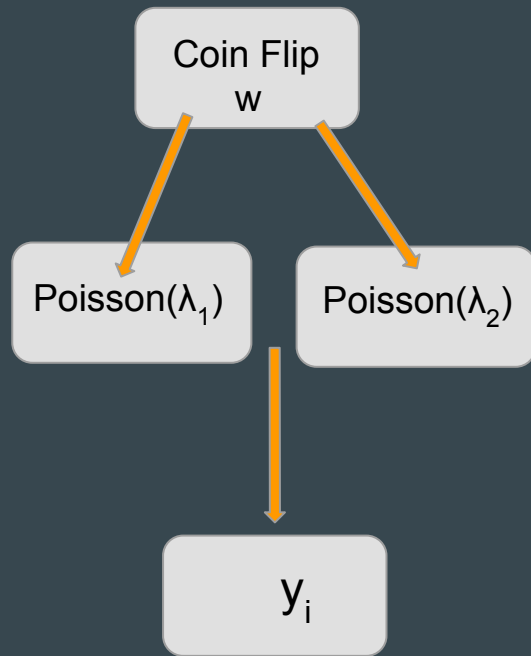 Coin Flip
w
Poisson(λ₁)
Poisson(λ₂)
yᵢ